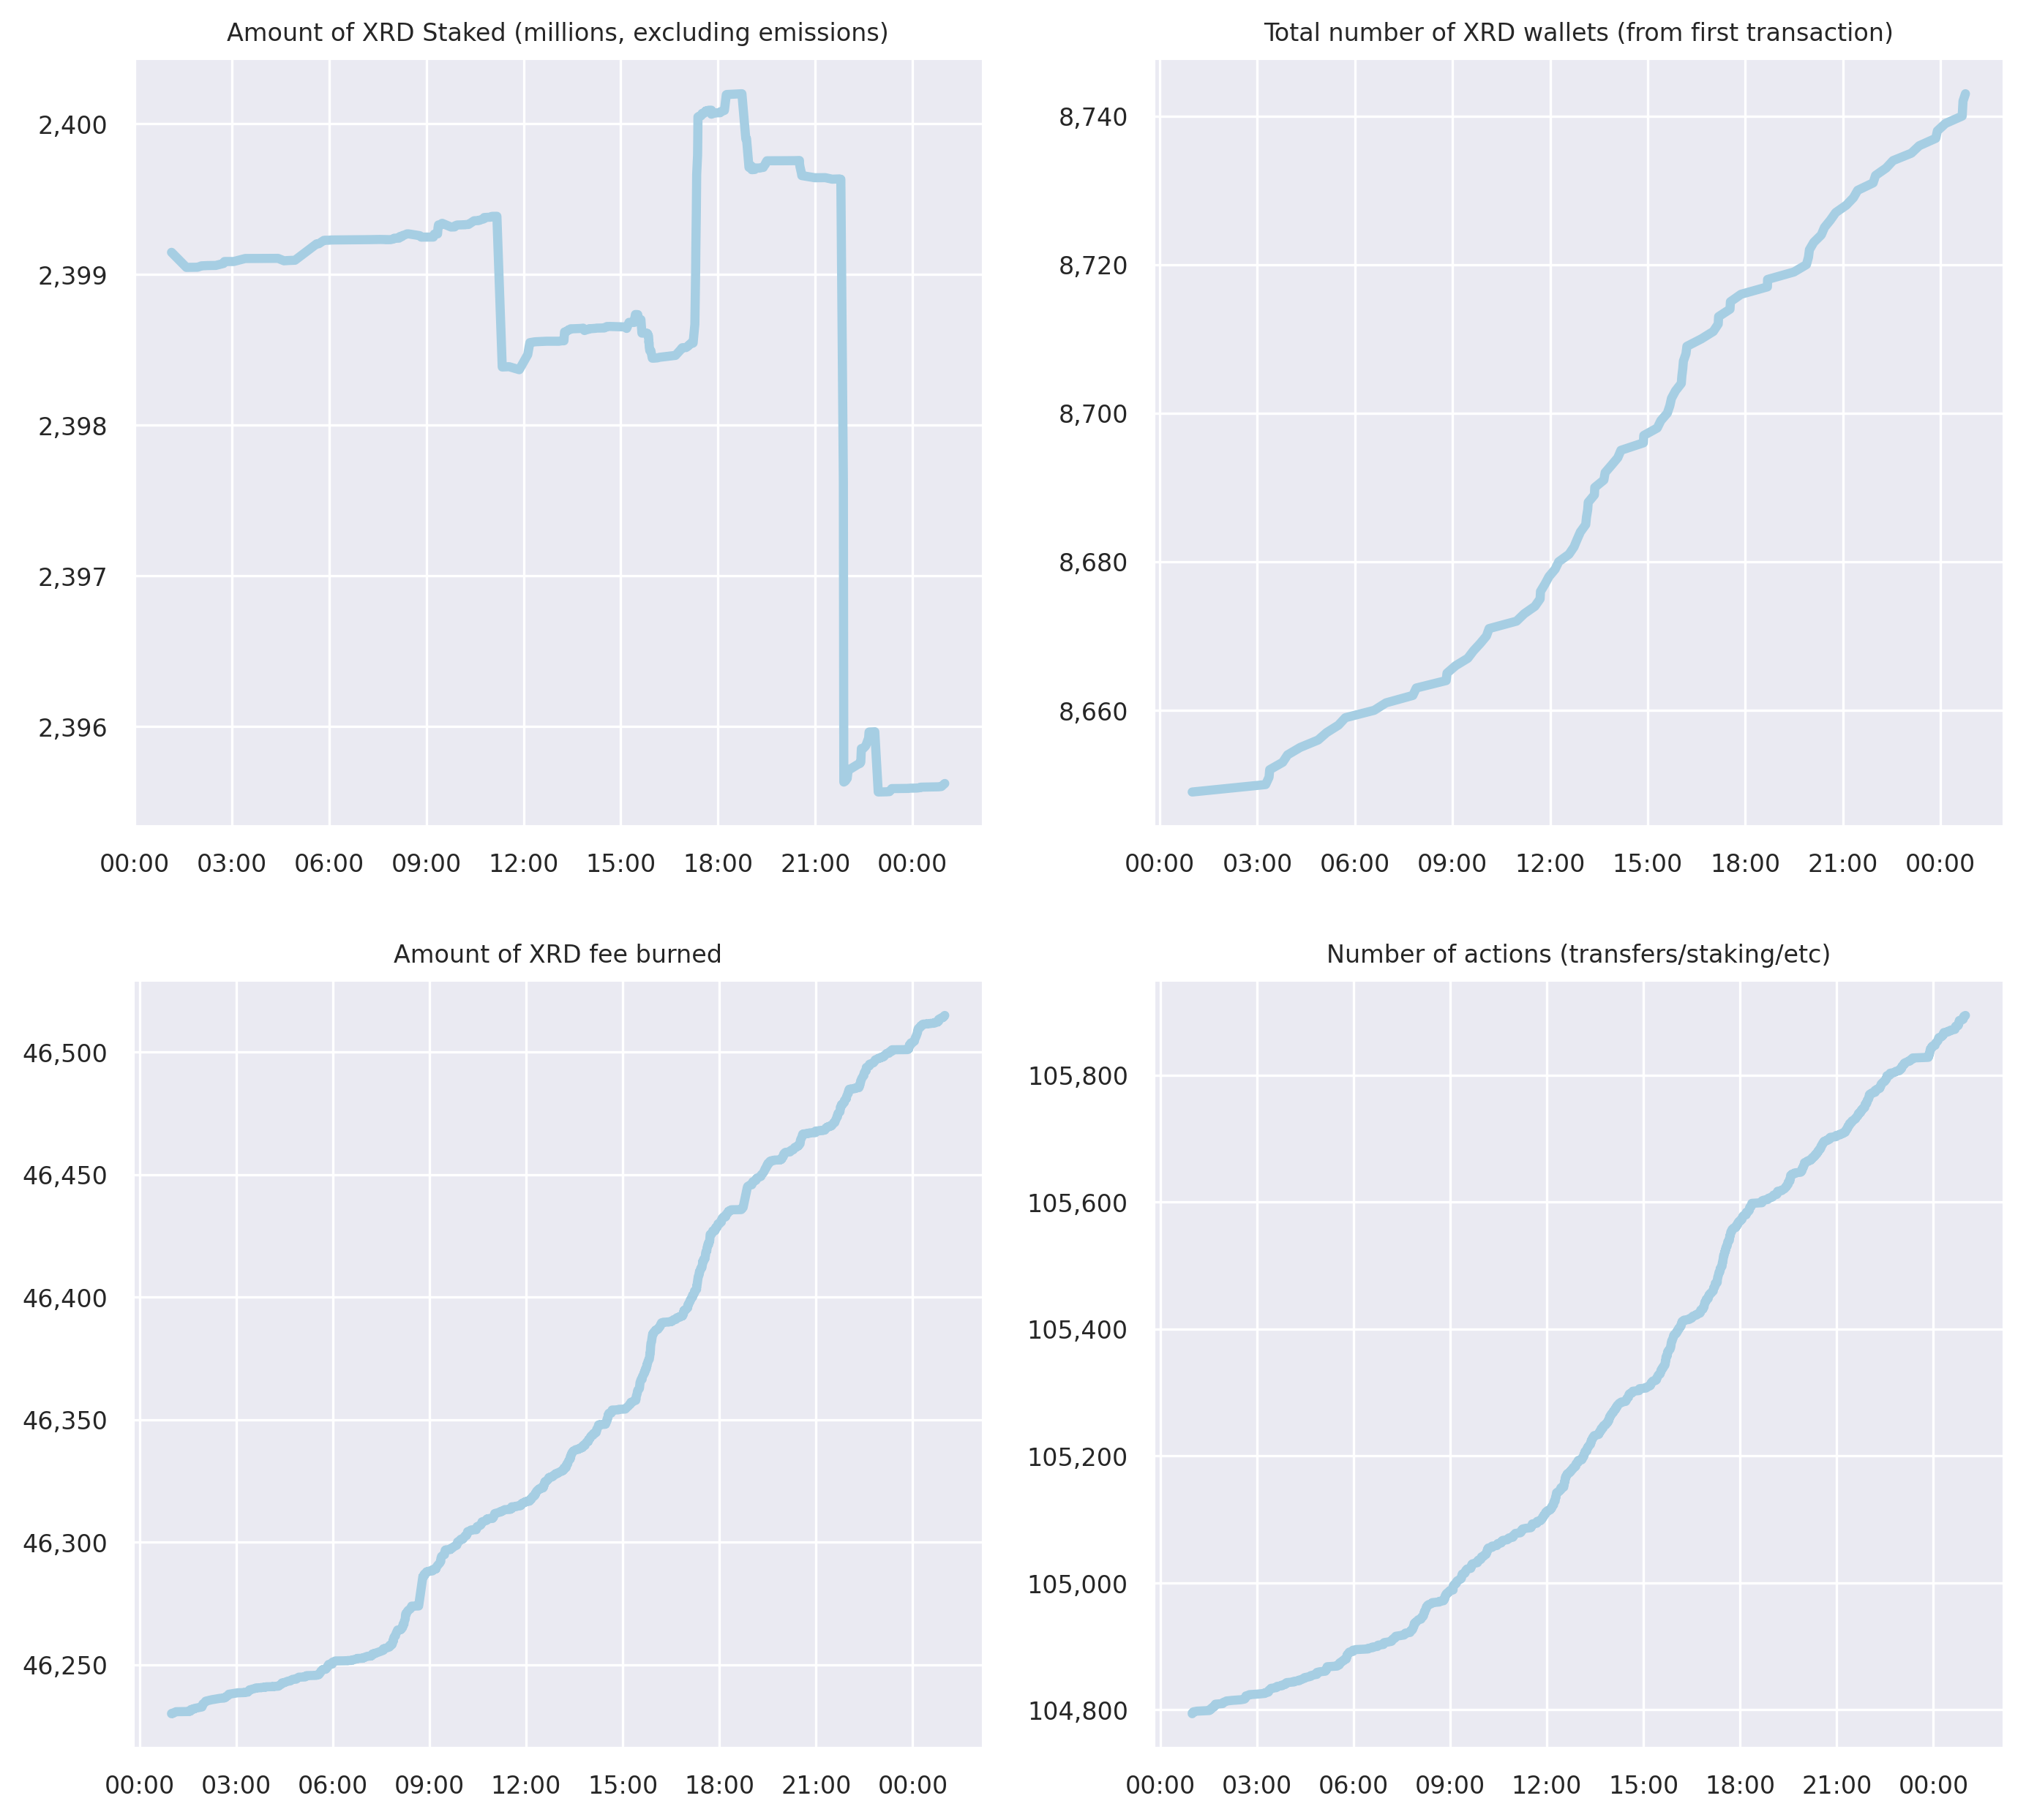 Amount of XRD Staked (millions, excluding emissions)
2,400
2,399
2,398
2,397
2,396
00:00 03:00 06:00 09:00 12:00 15:00 18:00 21:00 00:00
Total number of XRD wallets (from first transaction)
8,740
8,720
8,700
8,680
8,660
00:00 03:00 06:00 09:00 12:00 15:00 18:00 21:00 00:00
Amount of XRD fee burned
46,500
46,450
46,400
46,350
46,300
46,250
00:00 03:00 06:00 09:00 12:00 15:00 18:00 21:00 00:00
Number of actions (transfers/staking/etc)
105,800
105,600
105,400
105,200
105,000
104,800
00:00 03:00 06:00 09:00 12:00 15:00 18:00 21:00 00:00